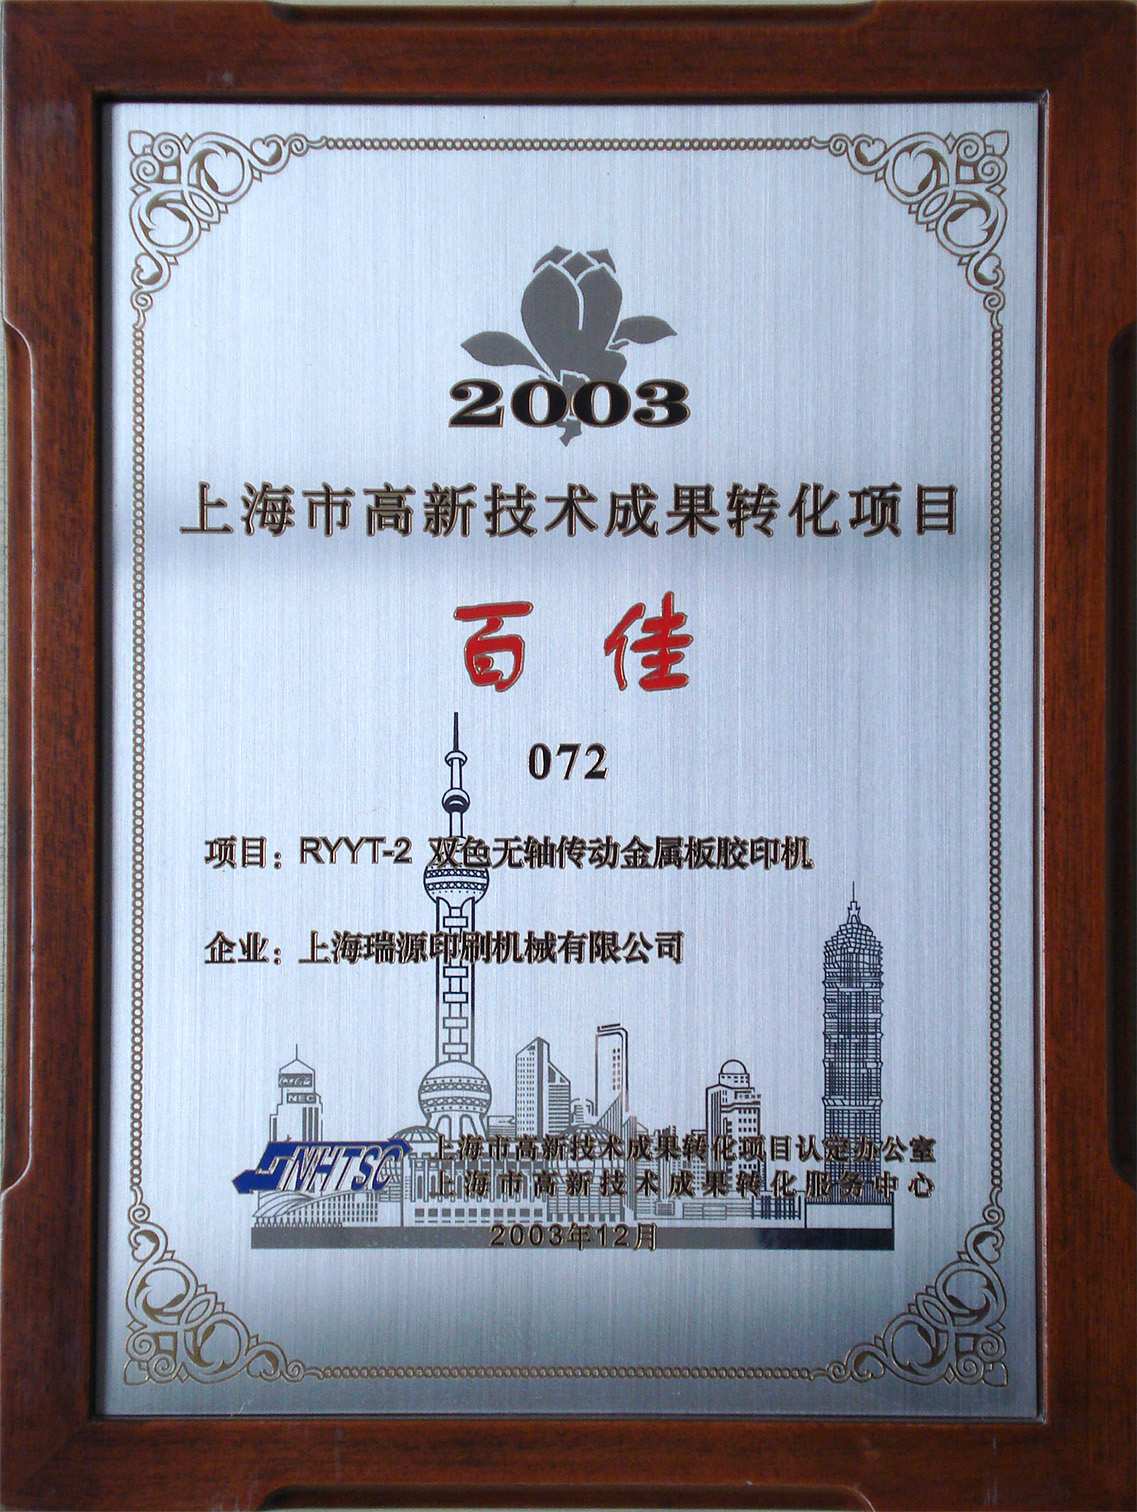 2003
上海市高新技术成果转化项目
百佳
072
项目：RYYT-2 双色无轴传动金属板胶印机
企业：上海瑞源印刷机械有限公司
上海市高新技术成果转化项目认定办公室
上海市高新技术成果转化服务中心
2003年12月